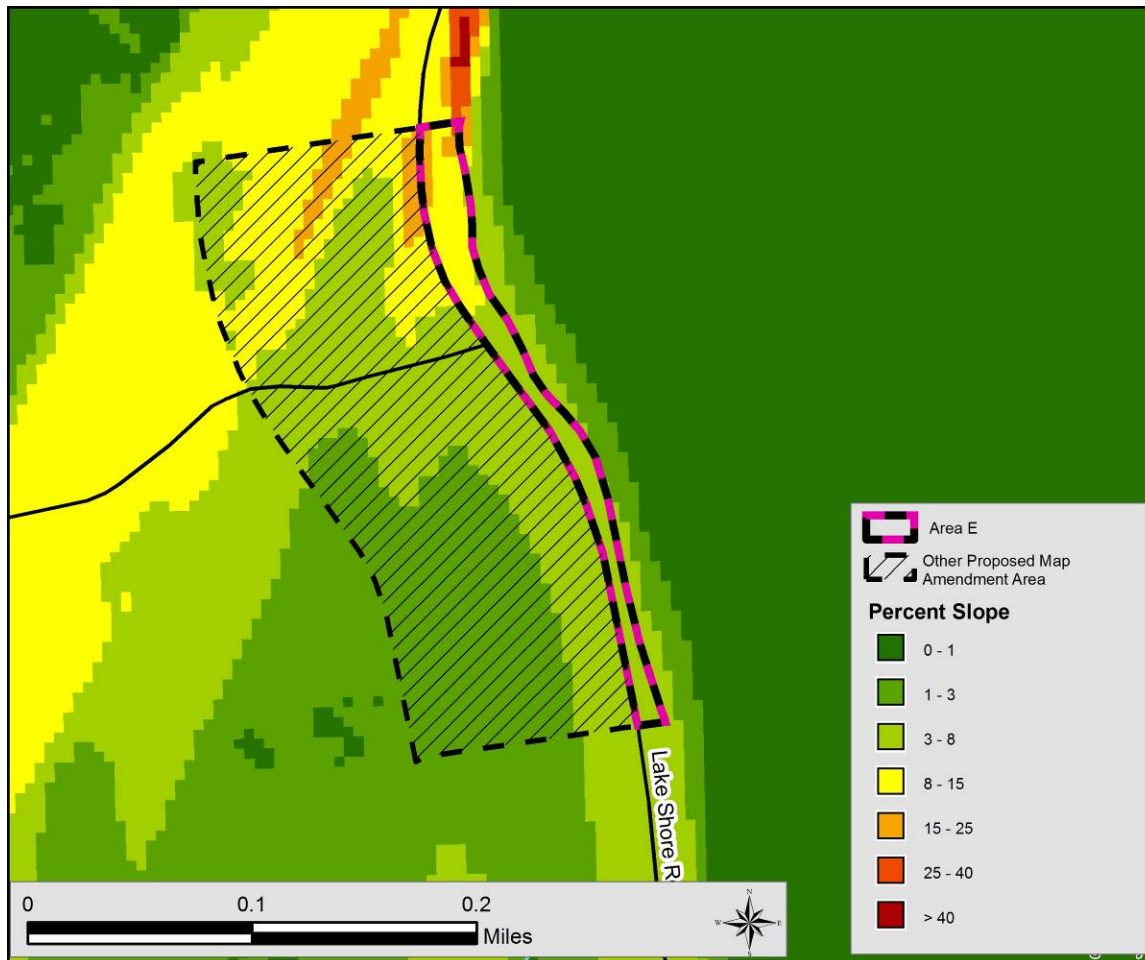 Lake Shore R
Area E
Other Proposed Map
Amendment Area
Percent Slope
0 - 1
1 - 3
3 - 8
8 - 15
15 - 25
25 - 40
> 40
0 0.1 0.2
Miles
N
W E
S